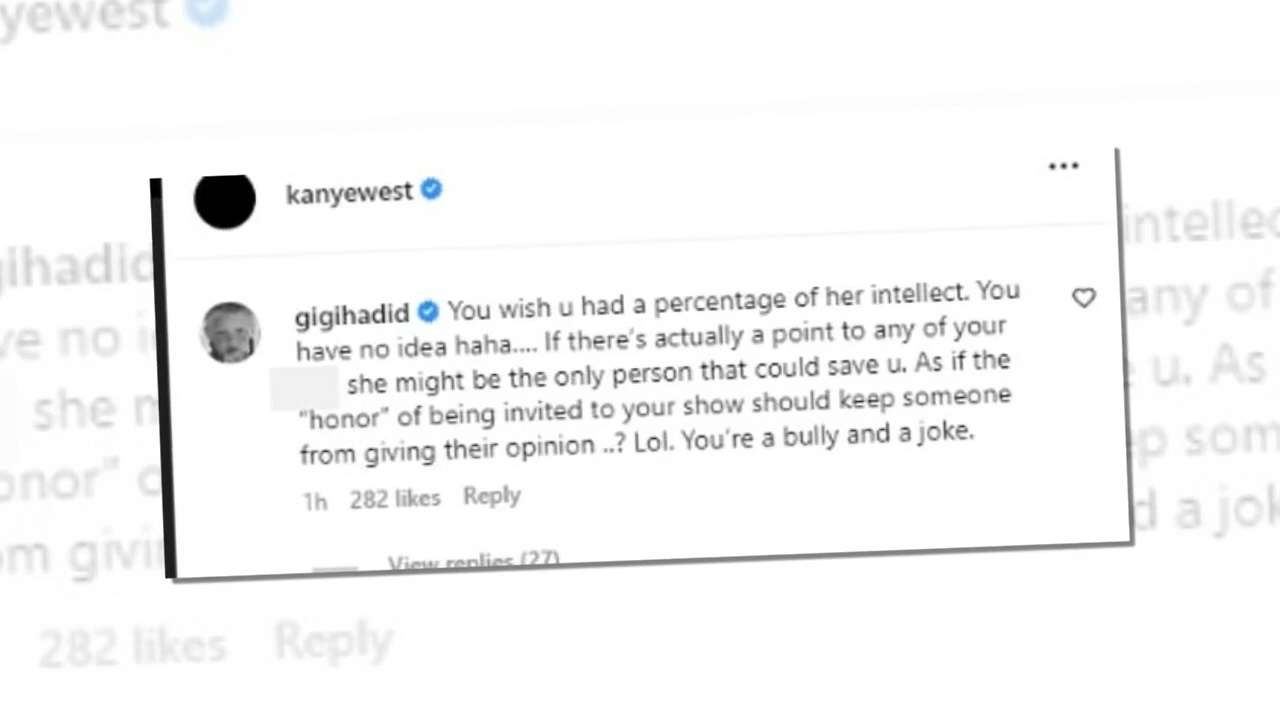 yewest
kanyewest
gigihadid You wish u had a percentage of her intellect. You
have no idea haha.... If there's actually a point to any of your
she might be the only person that could save u. As if the
"honor" of being invited to your show should keep someone
from giving their opinion ..? Lol. You're a bully and a joke.
1h 282 likes Reply
View replies (27)
282 likes Reply